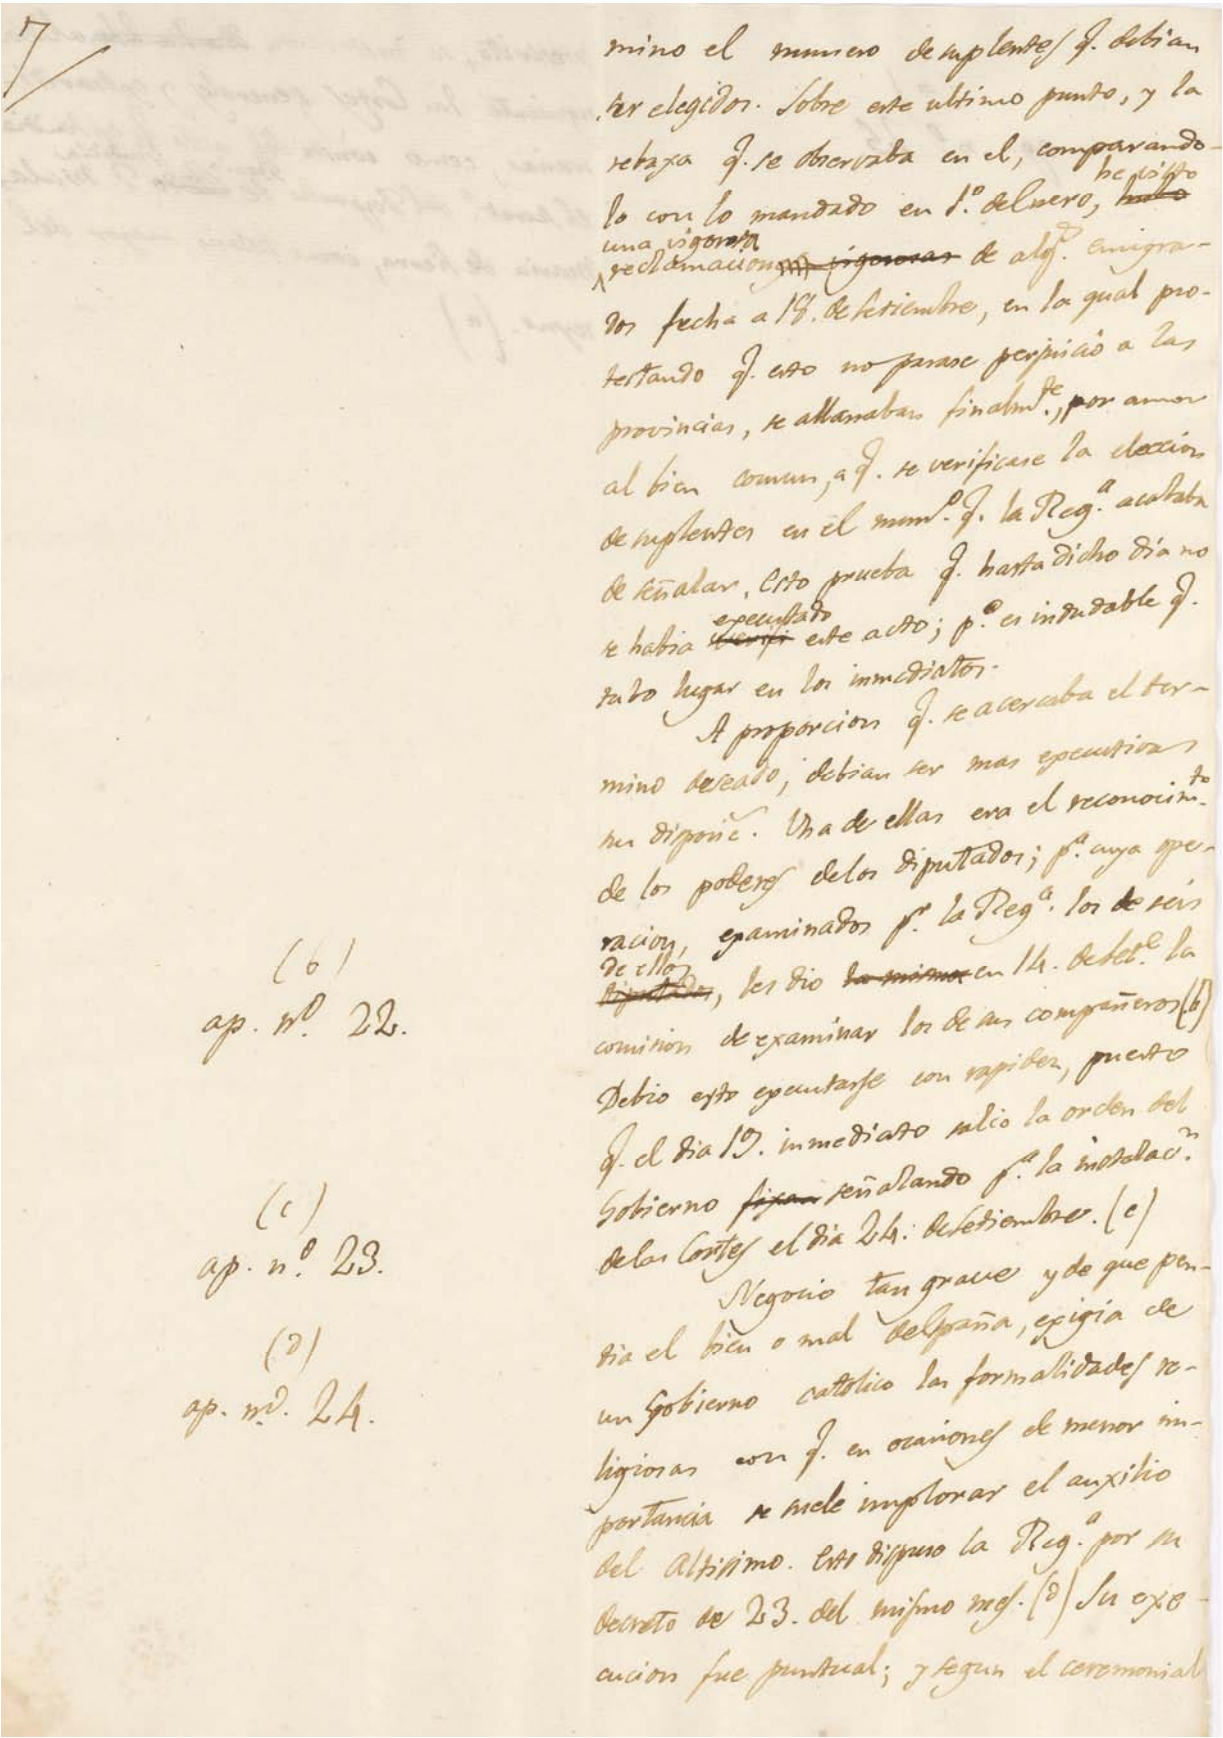 7
mino el numero de suplentes q. debian
ser elegidos. Sobre este ultimo punto, y la
rebaxa q. se observaba en el, comparando-
lo con lo mandado en 1.º de Enero, hubo
he visto
una vigorosa
reclamaciones vigorosas de alg.s emigra-
dos fecha a 18. de Setiembre, en la qual pro-
testando q. esto no parase perjuicio a las
provincias, se allanaban finalm.te, por amor
al bien comun, a q. se verificase la eleccion
de suplentes en el num.o q. la Reg.a acababa
de señalar. Esto prueba q. hasta dicho dia no
executado
se habia verifi este acto; p.o es indudable q.
tubo lugar en los inmediatos.
A proporcion q. se acercaba el ter-
mino deseado, debian ser mas executivas
sus disposic. Una de ellas era el reconocim.to
de los poderes de los diputados; p.a cuya ope-
racion, examinados p.r la Reg.a los de seis
de ellos
diputados, les dio la misma en 14. de Set.e la
comision de examinar los de sus compañeros (b)
Debio esto executarse con rapidez, puesto
q. el dia 19. inmediato salio la orden del
Gobierno fixan señalando p.a la instalac.n
de las Cortes el dia 24. de Setiembre. (c)
Negocio tan grave y de que pen-
dia el bien o mal de España, exigia de
un Gobierno catolico las formalidades re-
ligiosas con q. en ocasiones de menor im-
portancia se suele implorar el auxilio
del Altisimo. Esto dispuso la Reg.a por su
decreto de 23. del mismo mes. (d) Su exe-
cucion fue puntual; y segun el ceremonial
(b)
ap. nº. 22.
(c)
ap. nº. 23.
(d)
ap. nº. 24.